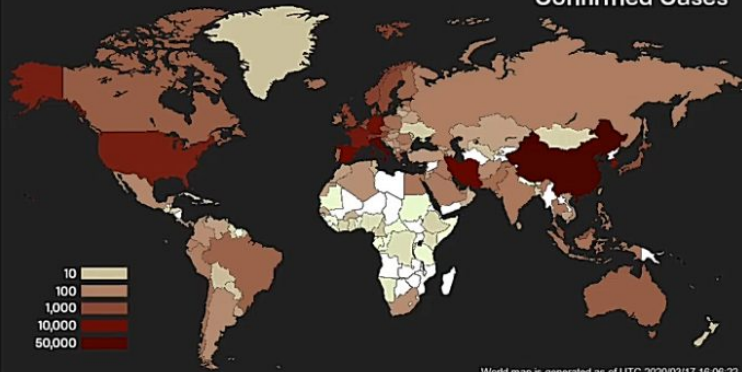 Confirmed Cases
10
100
1,000
10,000
50,000
World map is generated as of UTC 2020/03/17 16:06:22